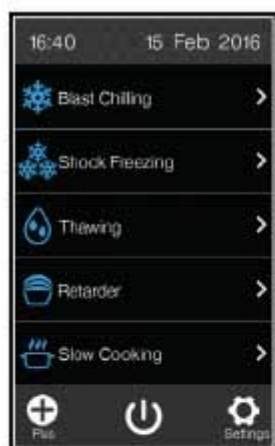 16:40 15 Feb 2016
Blast Chilling
Shock Freezing
Thawing
Retarder
Slow Cooking
Plus Settings